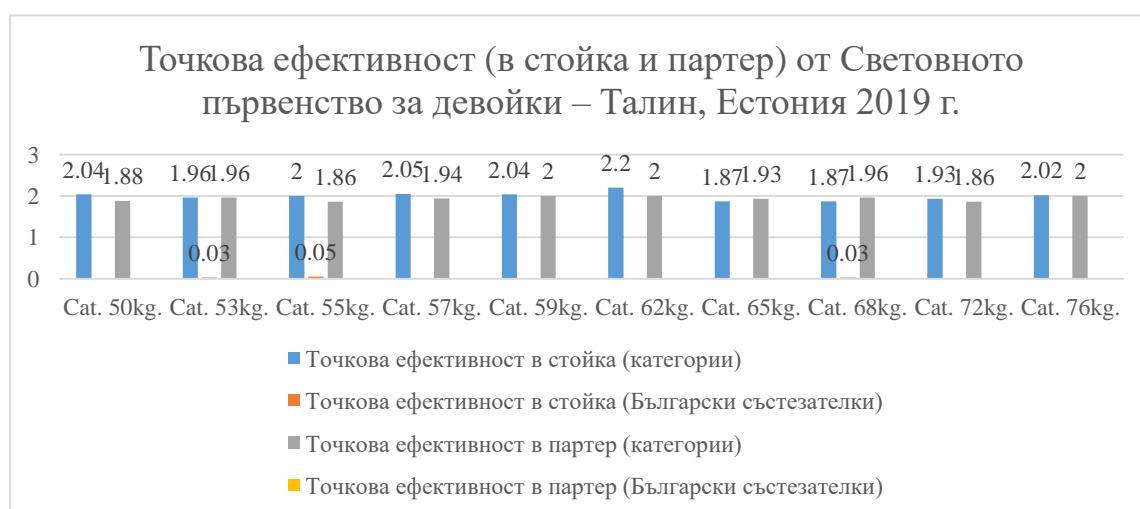 Точкова ефективност (в стойка и партер) от Световното
първенство за девойки – Талин, Естония 2019 г.
3
2
1
0
2.04 1.88 1.96 1.96 2 1.86 2.05 1.94 2.04 2 2.2 2 1.87 1.93 1.87 1.96 1.93 1.86 2.02 2
0.03 0.05 0.03
Cat. 50kg. Cat. 53kg. Cat. 55kg. Cat. 57kg. Cat. 59kg. Cat. 62kg. Cat. 65kg. Cat. 68kg. Cat. 72kg. Cat. 76kg.
Точкова ефективност в стойка (категории)
Точкова ефективност в стойка (Български състезателки)
Точкова ефективност в партер (категории)
Точкова ефективност в партер (Български състезателки)